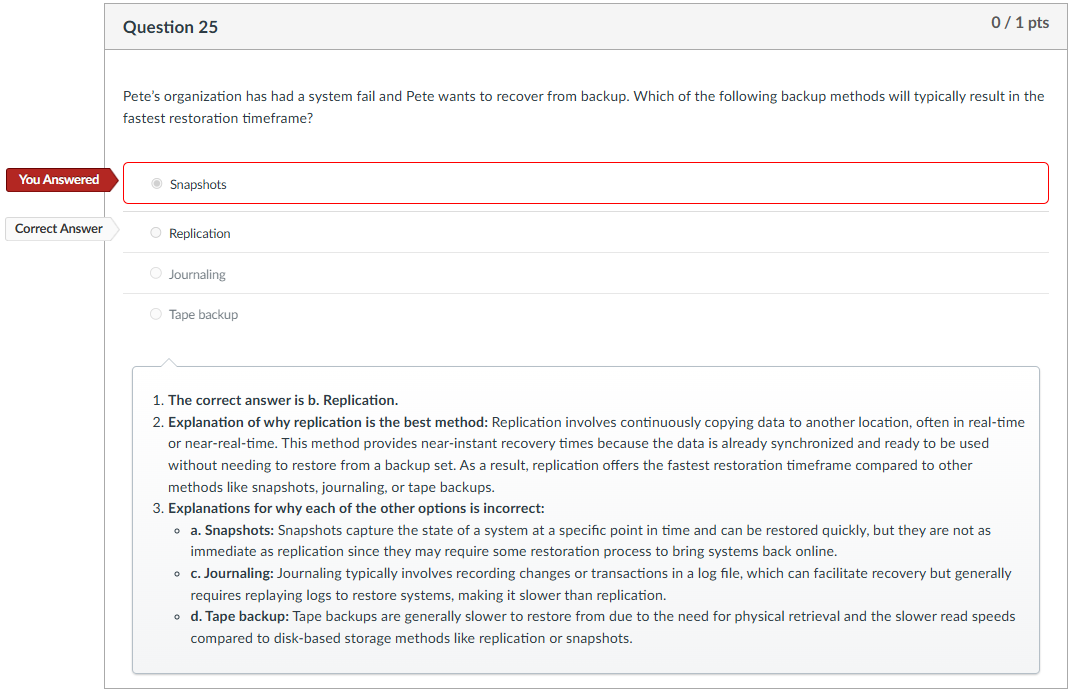 Question 25
0 / 1 pts
Pete's organization has had a system fail and Pete wants to recover from backup. Which of the following backup methods will typically result in the
fastest restoration timeframe?
You Answered
Snapshots
Correct Answer
Replication
Journaling
Tape backup
1. The correct answer is b. Replication.
2. Explanation of why replication is the best method: Replication involves continuously copying data to another location, often in real-time
or near-real-time. This method provides near-instant recovery times because the data is already synchronized and ready to be used
without needing to restore from a backup set. As a result, replication offers the fastest restoration timeframe compared to other
methods like snapshots, journaling, or tape backups.
3. Explanations for why each of the other options is incorrect:
◦ a. Snapshots: Snapshots capture the state of a system at a specific point in time and can be restored quickly, but they are not as
immediate as replication since they may require some restoration process to bring systems back online.
◦ c. Journaling: Journaling typically involves recording changes or transactions in a log file, which can facilitate recovery but generally
requires replaying logs to restore systems, making it slower than replication.
◦ d. Tape backup: Tape backups are generally slower to restore from due to the need for physical retrieval and the slower read speeds
compared to disk-based storage methods like replication or snapshots.